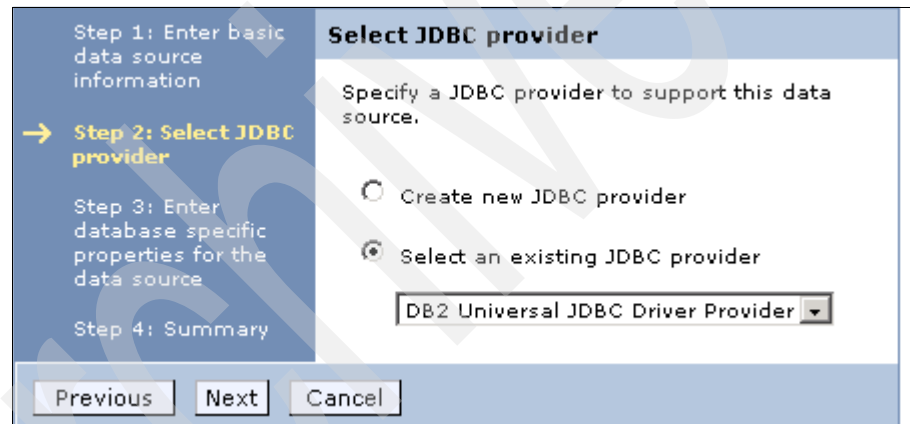 Step 1: Enter basic
data source
information
Step 2: Select JDBC
provider
Step 3: Enter
database specific
properties for the
data source
Step 4: Summary
Select JDBC provider
Specify a JDBC provider to support this data
source.
Create new JDBC provider
Select an existing JDBC provider
DB2 Universal JDBC Driver Provider
Previous Next Cancel